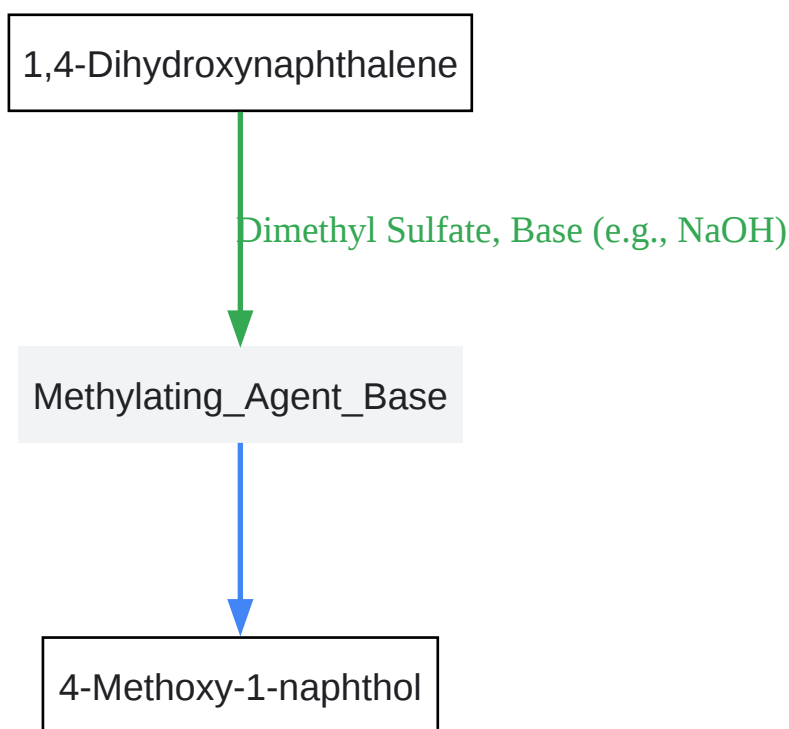 1,4-Dihydroxynaphthalene
Dimethyl Sulfate, Base (e.g., NaOH)
Methylating_Agent_Base
4-Methoxy-1-naphthol